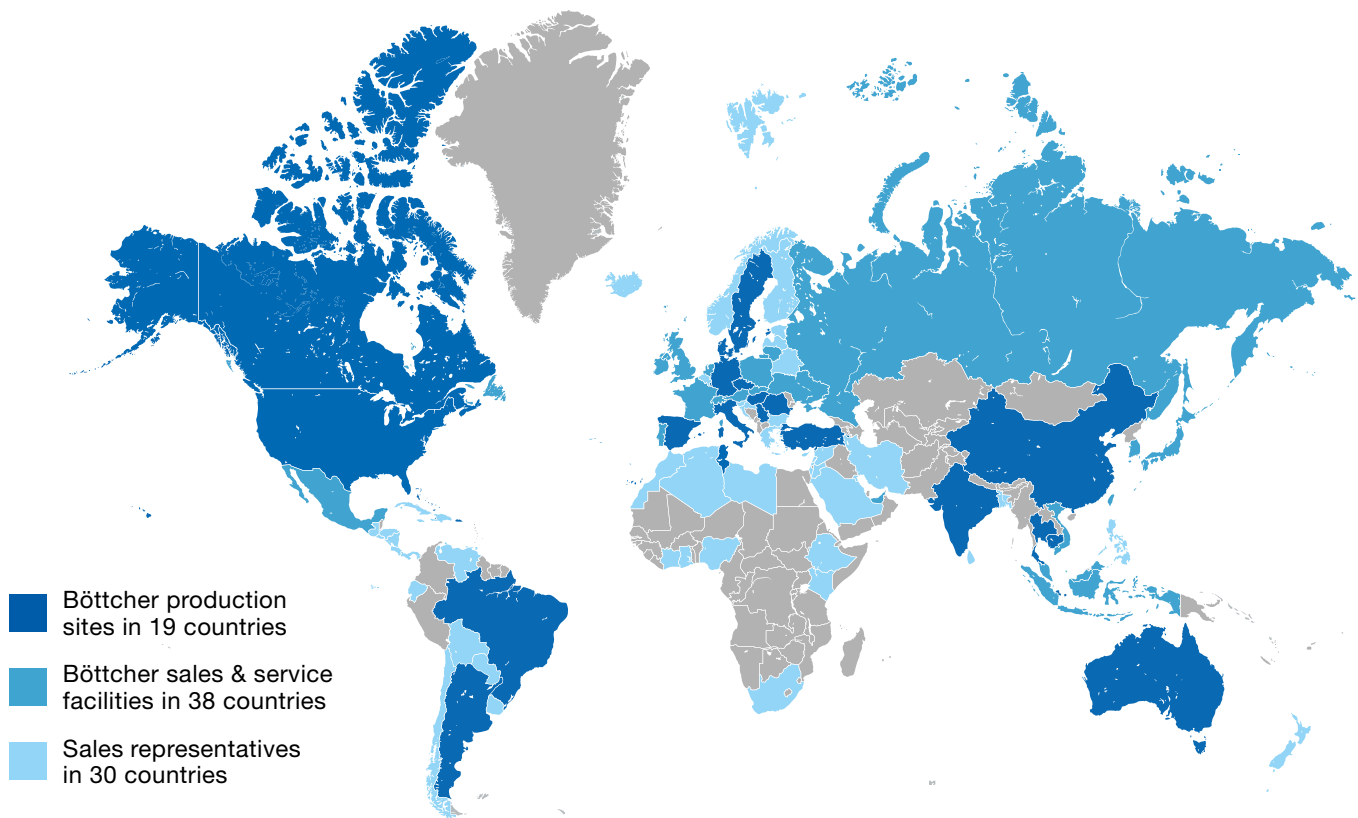 Böttcher production
sites in 19 countries
Böttcher sales & service
facilities in 38 countries
Sales representatives
in 30 countries